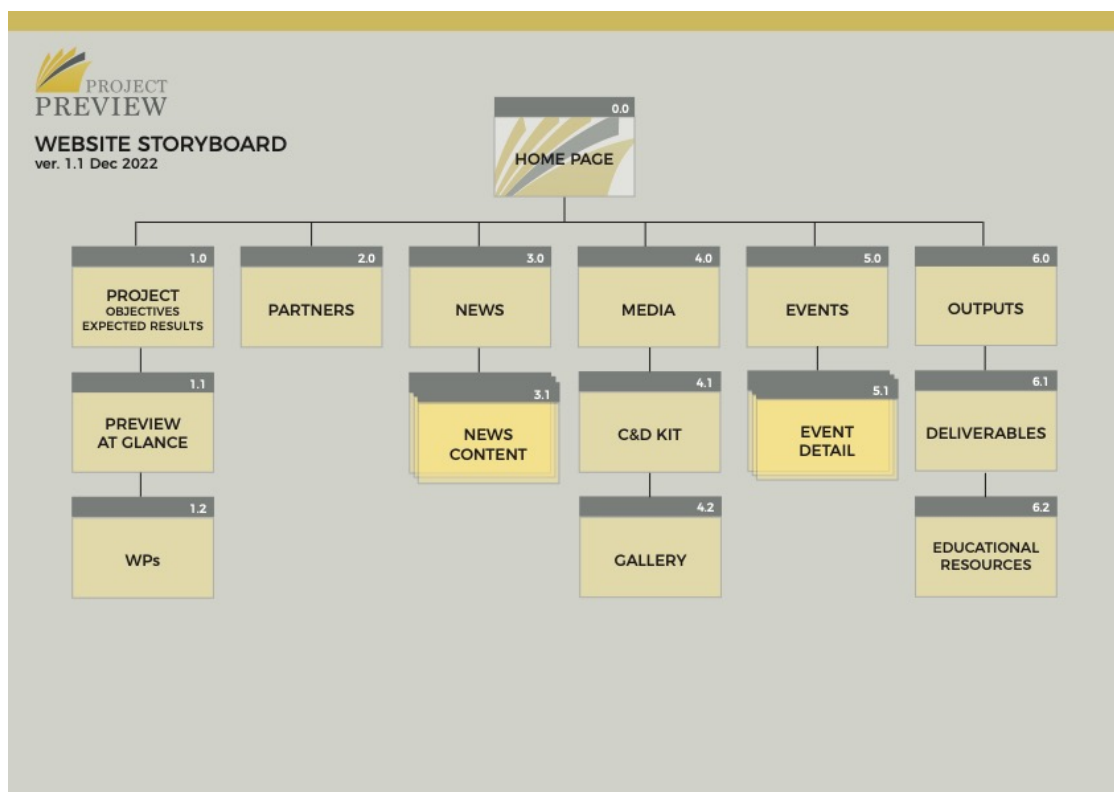 PROJECT
PREVIEW
WEBSITE STORYBOARD
ver. 1.1 Dec 2022
0.0
HOME PAGE
1.0
PROJECT
OBJECTIVES
EXPECTED RESULTS
2.0
PARTNERS
3.0
NEWS
4.0
MEDIA
5.0
EVENTS
6.0
OUTPUTS
1.1
PREVIEW
AT GLANCE
3.1
NEWS
CONTENT
4.1
C&D KIT
5.1
EVENT
DETAIL
6.1
DELIVERABLES
1.2
WPs
4.2
GALLERY
6.2
EDUCATIONAL
RESOURCES